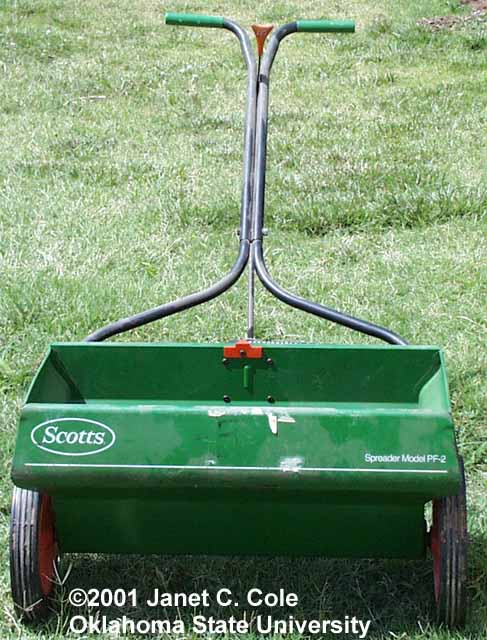 Scotts
Spreader Model PF-2
©2001 Janet C. Cole
Oklahoma State University